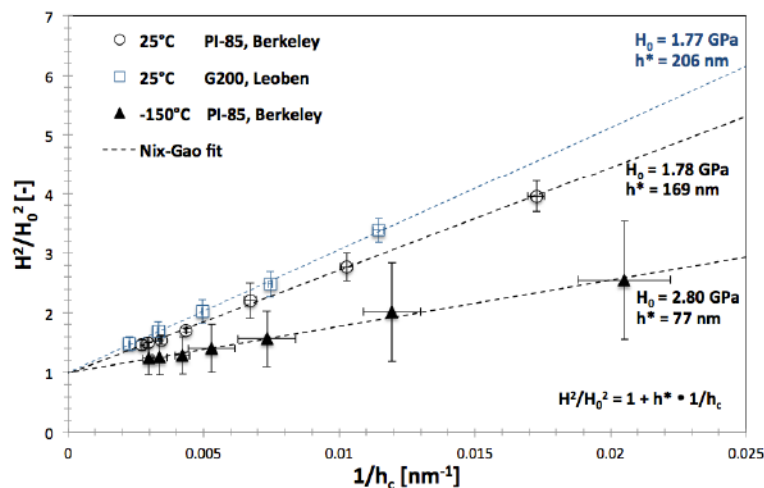 7
6
5
4
3
2
1
0
H²/H₀² [-]
25°C PI-85, Berkeley
25°C G200, Leoben
-150°C PI-85, Berkeley
Nix-Gao fit
H₀ = 1.77 GPa
h* = 206 nm
H₀ = 1.78 GPa
h* = 169 nm
H₀ = 2.80 GPa
h* = 77 nm
H²/H₀² = 1 + h* • 1/h꜀
0 0.005 0.01 0.015 0.02 0.025
1/h꜀ [nm⁻¹]